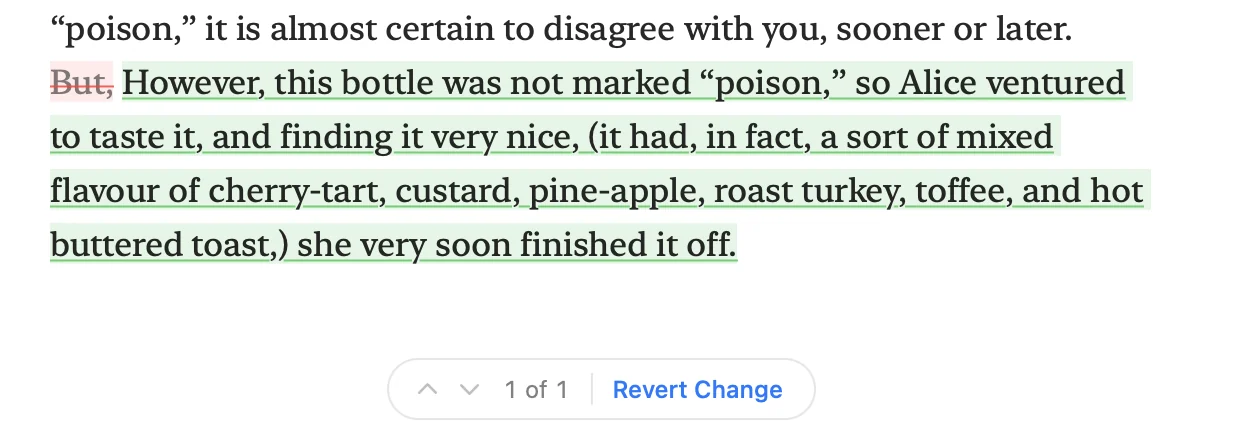 “poison,” it is almost certain to disagree with you, sooner or later.
But, However, this bottle was not marked “poison,” so Alice ventured
to taste it, and finding it very nice, (it had, in fact, a sort of mixed
flavour of cherry-tart, custard, pine-apple, roast turkey, toffee, and hot
buttered toast,) she very soon finished it off.
1 of 1 Revert Change